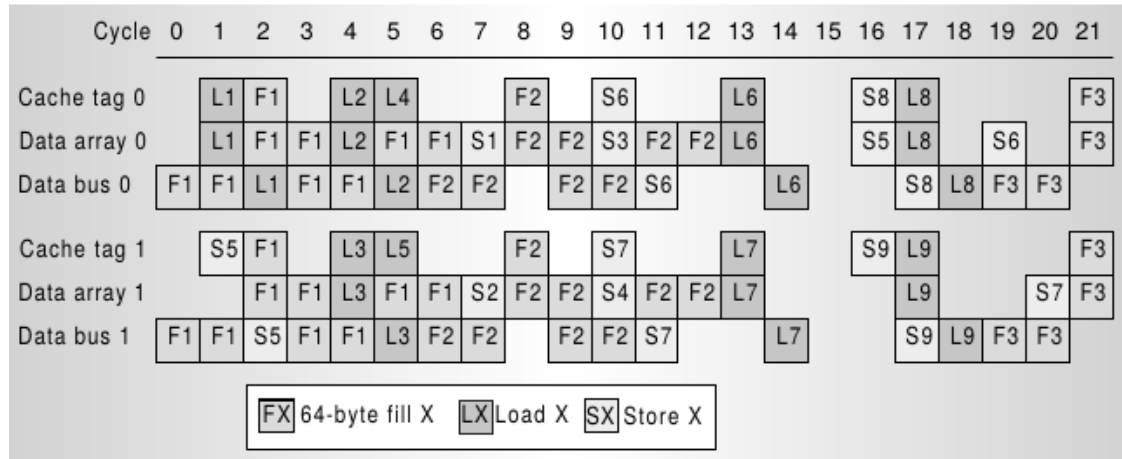 Cycle 0 1 2 3 4 5 6 7 8 9 10 11 12 13 14 15 16 17 18 19 20 21
Cache tag 0 L1 F1 L2 L4 F2 S6 L6 S8 L8 F3
Data array 0 L1 F1 F1 L2 F1 F1 S1 F2 F2 S3 F2 F2 L6 S5 L8 S6 F3
Data bus 0 F1 F1 L1 F1 F1 L2 F2 F2 F2 F2 S6 L6 S8 L8 F3 F3
Cache tag 1 S5 F1 L3 L5 F2 S7 L7 S9 L9 F3
Data array 1 F1 F1 L3 F1 F1 S2 F2 F2 S4 F2 F2 L7 L9 S7 F3
Data bus 1 F1 F1 S5 F1 F1 L3 F2 F2 F2 F2 S7 L7 S9 L9 F3 F3
FX 64-byte fill X LX Load X SX Store X